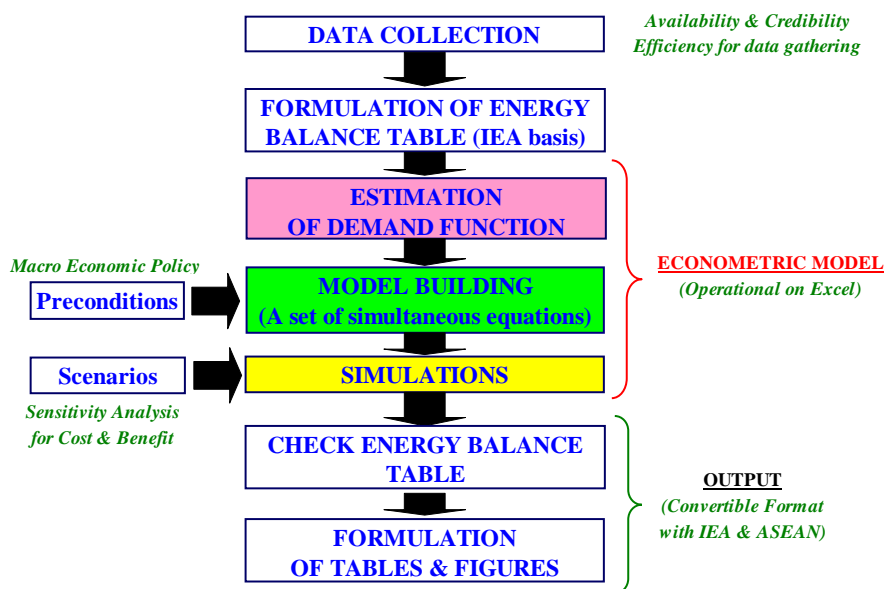 DATA COLLECTION
Availability & Credibility
Efficiency for data gathering
FORMULATION OF ENERGY
BALANCE TABLE (IEA basis)
ESTIMATION
OF DEMAND FUNCTION
Macro Economic Policy
Preconditions
MODEL BUILDING
(A set of simultaneous equations)
ECONOMETRIC MODEL
(Operational on Excel)
Scenarios
SIMULATIONS
Sensitivity Analysis
for Cost & Benefit
CHECK ENERGY BALANCE
TABLE
OUTPUT
(Convertible Format
with IEA & ASEAN)
FORMULATION
OF TABLES & FIGURES